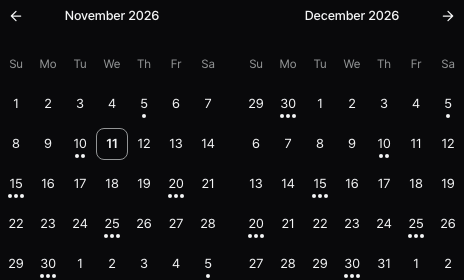 November 2026 December 2026
Su Mo Tu We Th Fr Sa Su Mo Tu We Th Fr Sa
1 2 3 4 5 6 7 29 30 1 2 3 4 5
8 9 10 11 12 13 14 6 7 8 9 10 11 12
15 16 17 18 19 20 21 13 14 15 16 17 18 19
22 23 24 25 26 27 28 20 21 22 23 24 25 26
29 30 1 2 3 4 5 27 28 29 30 31 1 2